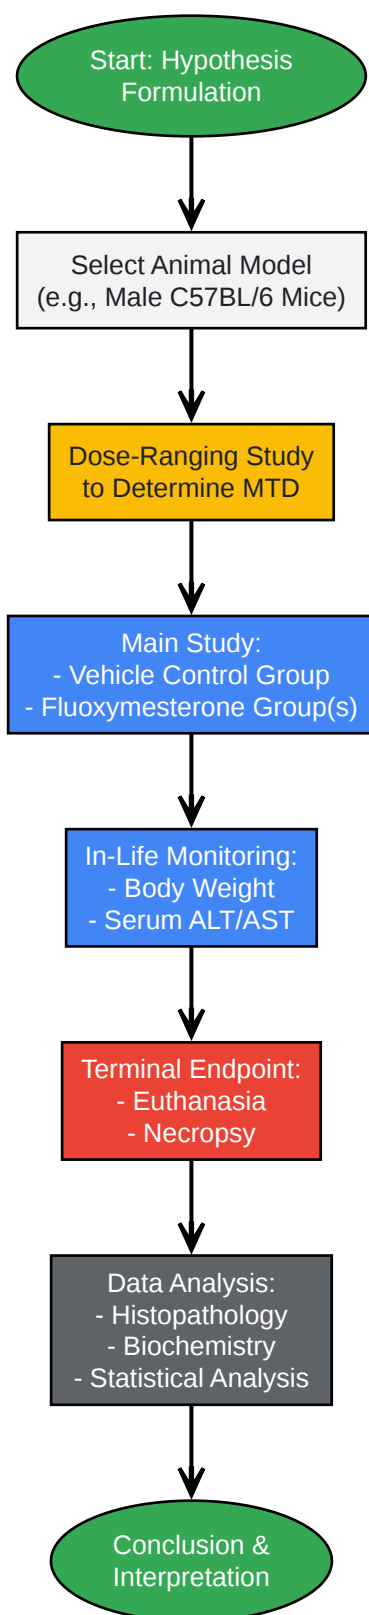 Start: Hypothesis
Formulation
Select Animal Model
(e.g., Male C57BL/6 Mice)
Dose-Ranging Study
to Determine MTD
Main Study:
- Vehicle Control Group
- Fluoxymesterone Group(s)
In-Life Monitoring:
- Body Weight
- Serum ALT/AST
Terminal Endpoint:
- Euthanasia
- Necropsy
Data Analysis:
- Histopathology
- Biochemistry
- Statistical Analysis
Conclusion &
Interpretation